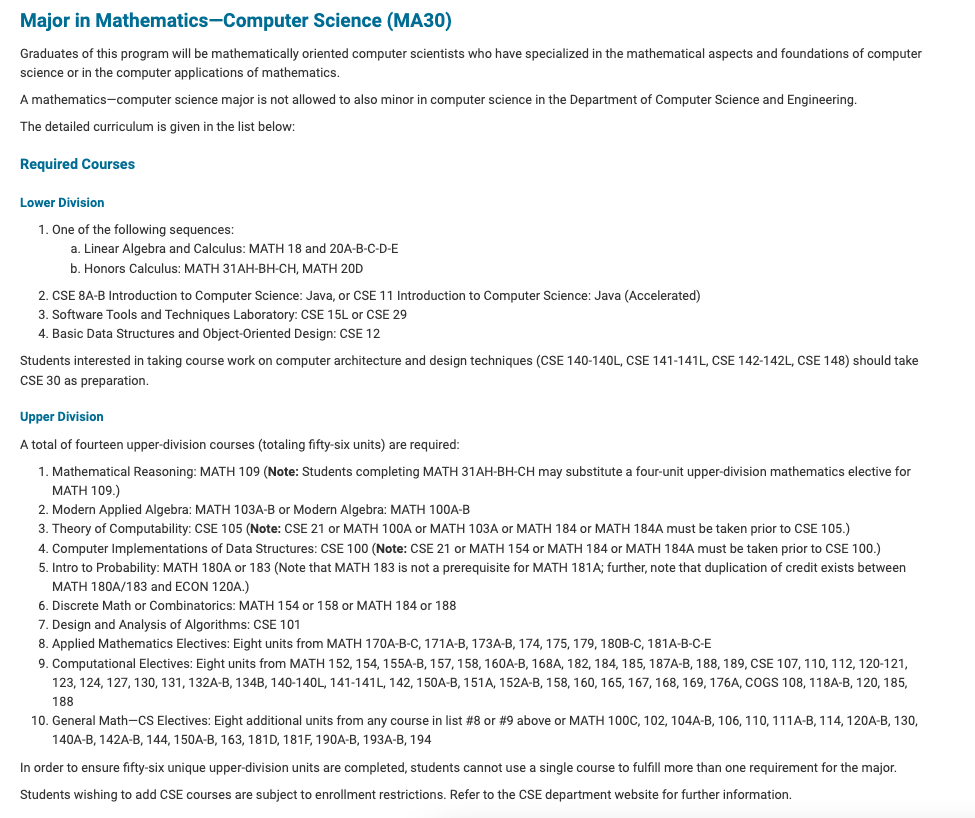 Major in Mathematics—Computer Science (MA30)
Graduates of this program will be mathematically oriented computer scientists who have specialized in the mathematical aspects and foundations of computer
science or in the computer applications of mathematics.
A mathematics—computer science major is not allowed to also minor in computer science in the Department of Computer Science and Engineering.
The detailed curriculum is given in the list below:
Required Courses
Lower Division
1. One of the following sequences:
a. Linear Algebra and Calculus: MATH 18 and 20A-B-C-D-E
b. Honors Calculus: MATH 31AH-BH-CH, MATH 20D
2. CSE 8A-B Introduction to Computer Science: Java, or CSE 11 Introduction to Computer Science: Java (Accelerated)
3. Software Tools and Techniques Laboratory: CSE 15L or CSE 29
4. Basic Data Structures and Object-Oriented Design: CSE 12
Students interested in taking course work on computer architecture and design techniques (CSE 140-140L, CSE 141-141L, CSE 142-142L, CSE 148) should take
CSE 30 as preparation.
Upper Division
A total of fourteen upper-division courses (totaling fifty-six units) are required:
1. Mathematical Reasoning: MATH 109 (Note: Students completing MATH 31AH-BH-CH may substitute a four-unit upper-division mathematics elective for
MATH 109.)
2. Modern Applied Algebra: MATH 103A-B or Modern Algebra: MATH 100A-B
3. Theory of Computability: CSE 105 (Note: CSE 21 or MATH 100A or MATH 103A or MATH 184 or MATH 184A must be taken prior to CSE 105.)
4. Computer Implementations of Data Structures: CSE 100 (Note: CSE 21 or MATH 154 or MATH 184 or MATH 184A must be taken prior to CSE 100.)
5. Intro to Probability: MATH 180A or 183 (Note that MATH 183 is not a prerequisite for MATH 181A; further, note that duplication of credit exists between
MATH 180A/183 and ECON 120A.)
6. Discrete Math or Combinatorics: MATH 154 or 158 or MATH 184 or 188
7. Design and Analysis of Algorithms: CSE 101
8. Applied Mathematics Electives: Eight units from MATH 170A-B-C, 171A-B, 173A-B, 174, 175, 179, 180B-C, 181A-B-C-E
9. Computational Electives: Eight units from MATH 152, 154, 155A-B, 157, 158, 160A-B, 168A, 182, 184, 185, 187A-B, 188, 189, CSE 107, 110, 112, 120-121,
123, 124, 127, 130, 131, 132A-B, 134B, 140-140L, 141-141L, 142, 150A-B, 151A, 152A-B, 158, 160, 165, 167, 168, 169, 176A, COGS 108, 118A-B, 120, 185,
188
10. General Math—CS Electives: Eight additional units from any course in list #8 or #9 above or MATH 100C, 102, 104A-B, 106, 110, 111A-B, 114, 120A-B, 130,
140A-B, 142A-B, 144, 150A-B, 163, 181D, 181F, 190A-B, 193A-B, 194
In order to ensure fifty-six unique upper-division units are completed, students cannot use a single course to fulfill more than one requirement for the major.
Students wishing to add CSE courses are subject to enrollment restrictions. Refer to the CSE department website for further information.